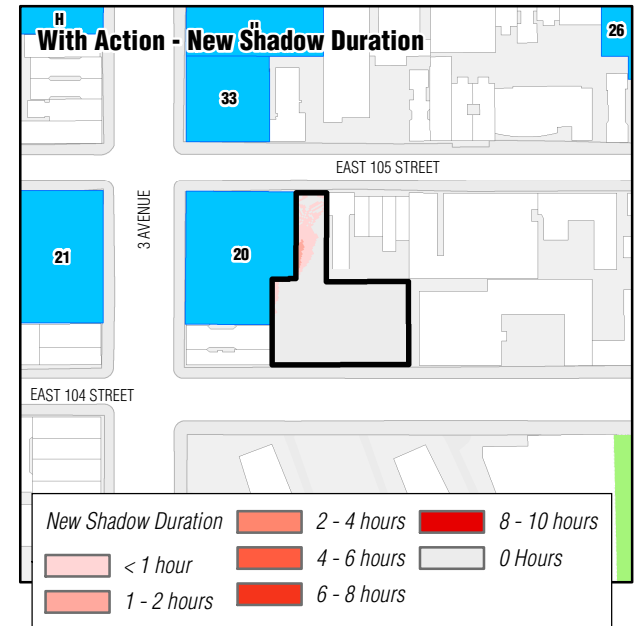 H
H
26
With Action - New Shadow Duration
33
EAST 105 STREET
3 AVENUE
21
20
EAST 104 STREET
New Shadow Duration
< 1 hour
1 - 2 hours
2 - 4 hours
4 - 6 hours
6 - 8 hours
8 - 10 hours
0 Hours